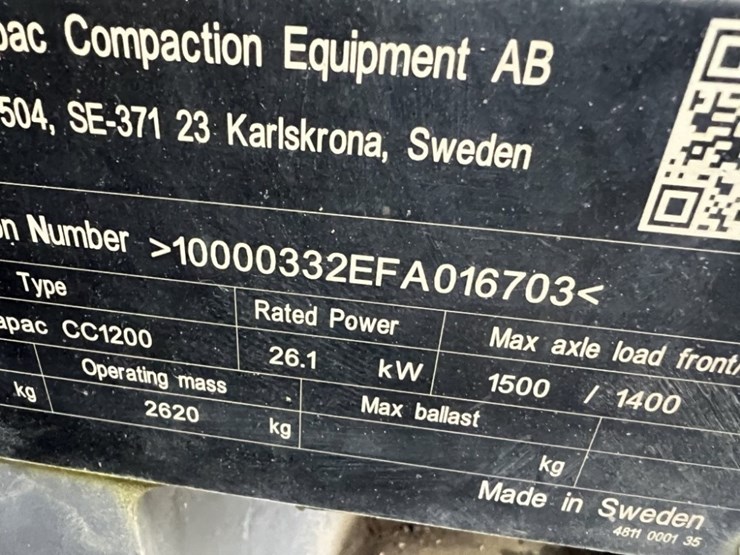 pac Compaction Equipment AB
504, SE-371 23 Karlskrona, Sweden
on Number >10000332EFA016703<
Type Rated Power Max axle load front/
apac CC1200 26.1 kW 1500 / 1400
Operating mass Max ballast
kg 2620 kg kg
Made in Sweden
4811 0001 35